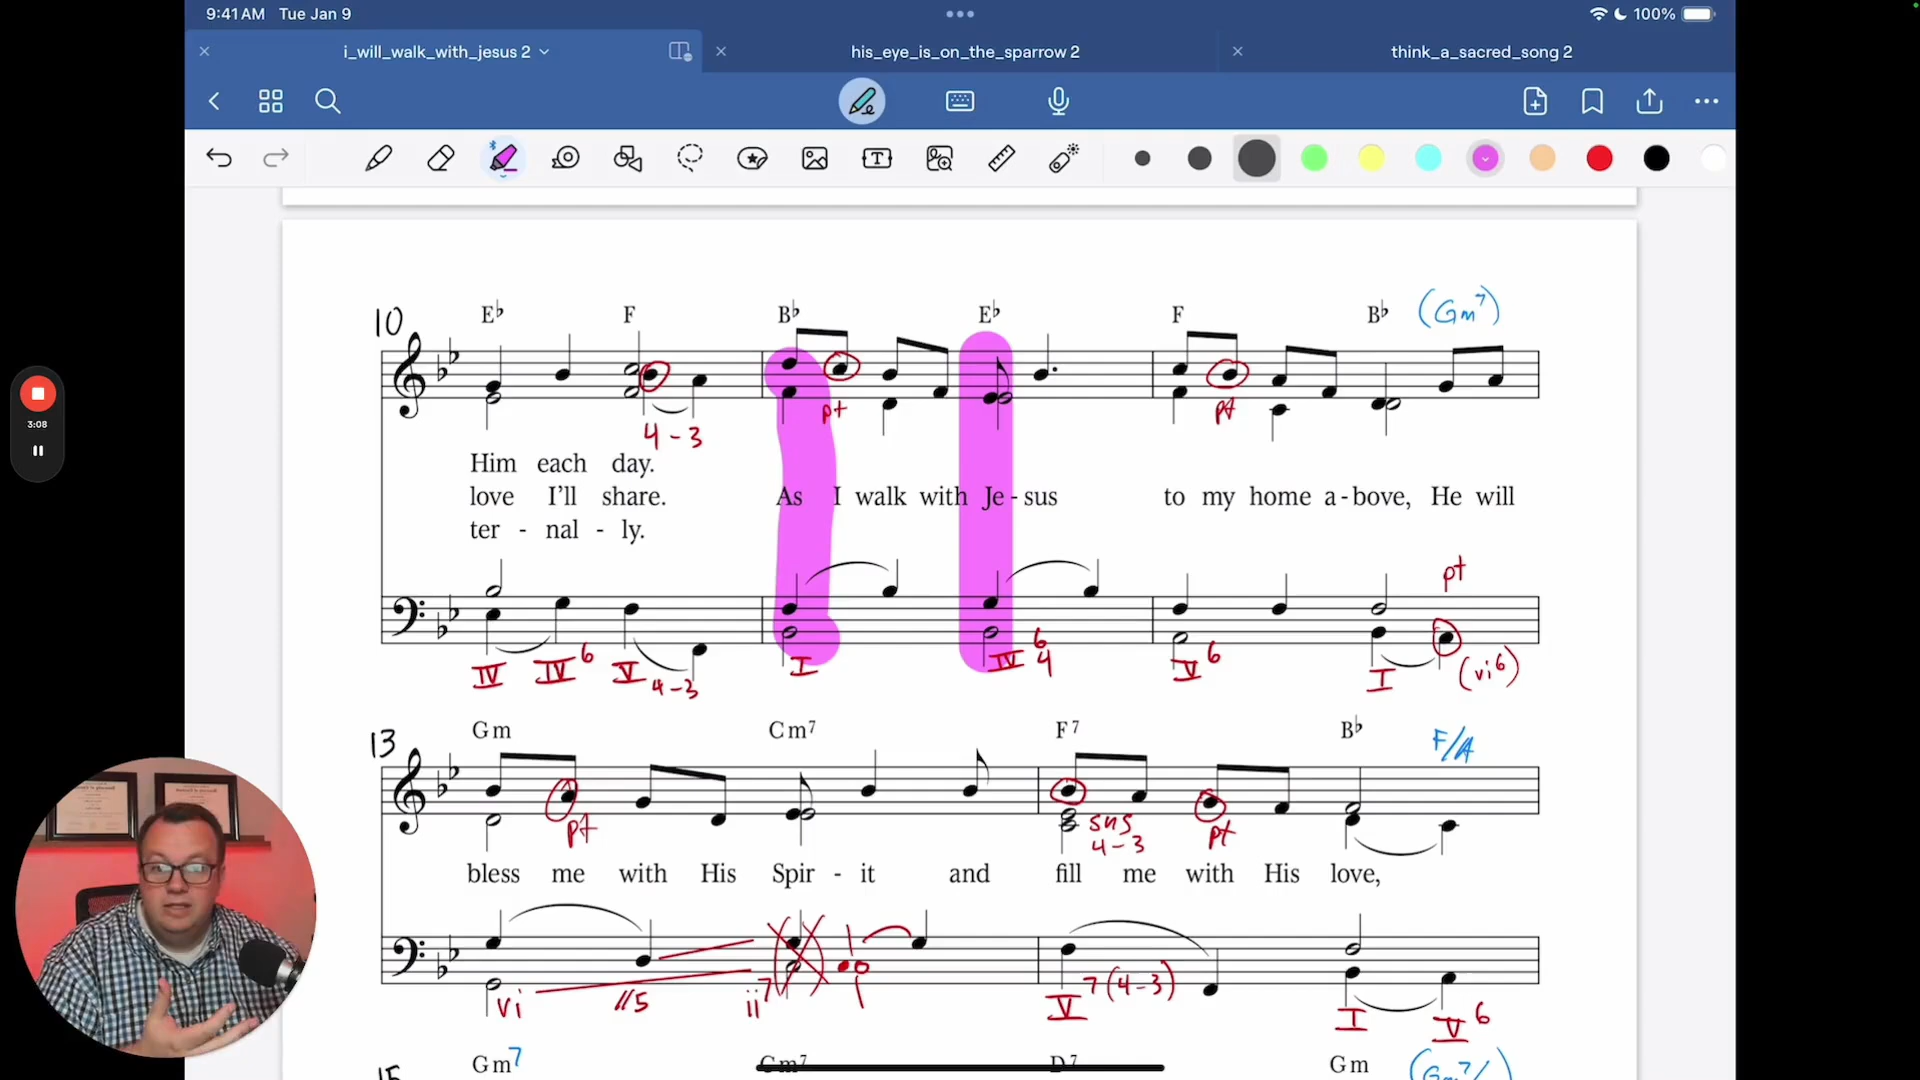 9:41 AM Tue Jan 9
100%
i_will_walk_with_jesus 2
his_eye_is_on_the_sparrow 2
think_a_sacred_song 2
3:08
10
E♭ F B♭ E♭ F B♭ (Gm7)
4-3 pt pt
Him each day.
love I'll share. As I walk with Je - sus to my home a - bove, He will
ter - nal - ly.
pt
IV IV6 V 4-3 I IV 6 4 V6 I (vi6)
13
Gm Cm7 F7 B♭ F/A
pt sus 4-3 pt
bless me with His Spir - it and fill me with His love,
vi //5 ii7 V 7(4-3) I V6
15
Gm7 Cm7 D7 Gm (Gm7/